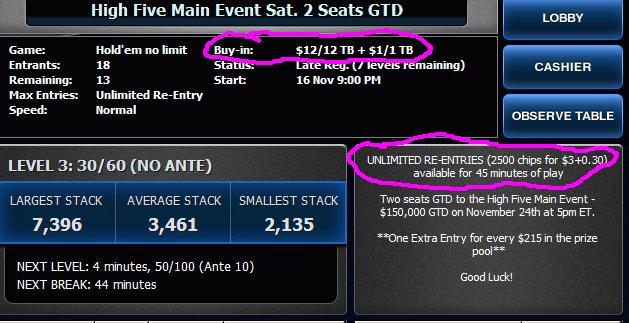 High Five Main Event Sat. 2 Seats GTD
LOBBY
Game: Hold'em no limit Buy-in: $12/12 TB + $1/1 TB
Entrants: 18 Status: Late Reg. (7 levels remaining)
CASHIER
Remaining: 13 Start: 16 Nov 9:00 PM
Max Entries: Unlimited Re-Entry
Speed: Normal
OBSERVE TABLE
LEVEL 3: 30/60 (NO ANTE)
LARGEST STACK AVERAGE STACK SMALLEST STACK
7,396 3,461 2,135
NEXT LEVEL: 4 minutes, 50/100 (Ante 10)
NEXT BREAK: 44 minutes
UNLIMITED RE-ENTRIES (2500 chips for $3+0.30)
available for 45 minutes of play
Two seats GTD to the High Five Main Event -
$150,000 GTD on November 24th at 5pm ET.
**One Extra Entry for every $215 in the prize
pool**
Good Luck!